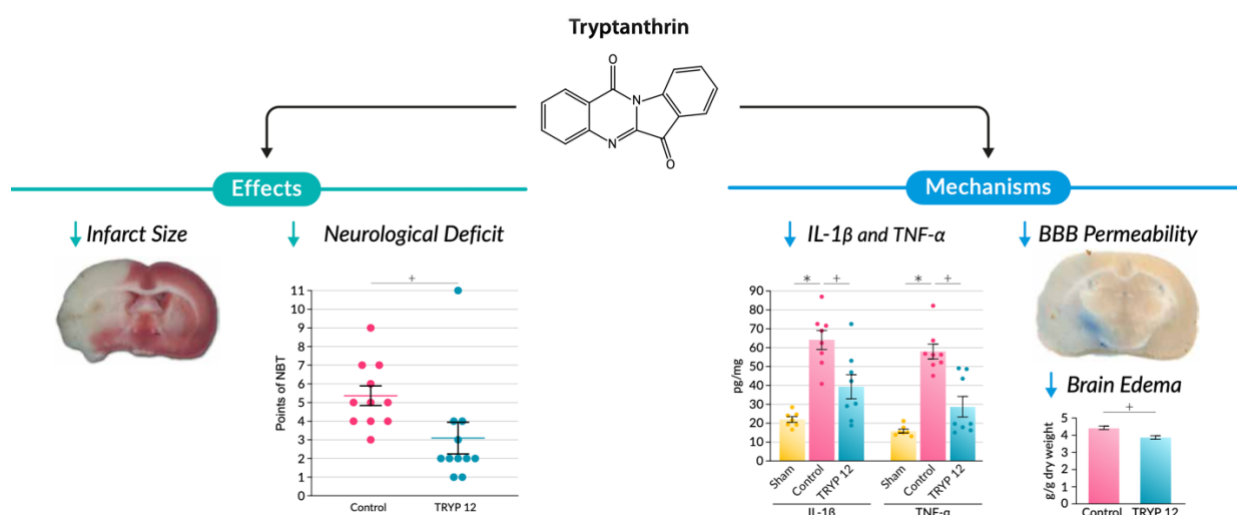 Tryptanthrin
O
N
N
O
Effects
Mechanisms
Infarct Size
Neurological Deficit
IL-1β and TNF-α
BBB Permeability
+
11
10
9
8
7
6
5
4
3
2
1
0
Points of NBT
Control
TRYP 12
* + * +
90
80
70
60
50
40
30
20
10
0
pg/mg
Sham
Control
TRYP 12
Sham
Control
TRYP 12
IL-1β
TNF-α
Brain Edema
+
5
4
3
2
1
0
g/g dry weight
Control
TRYP 12